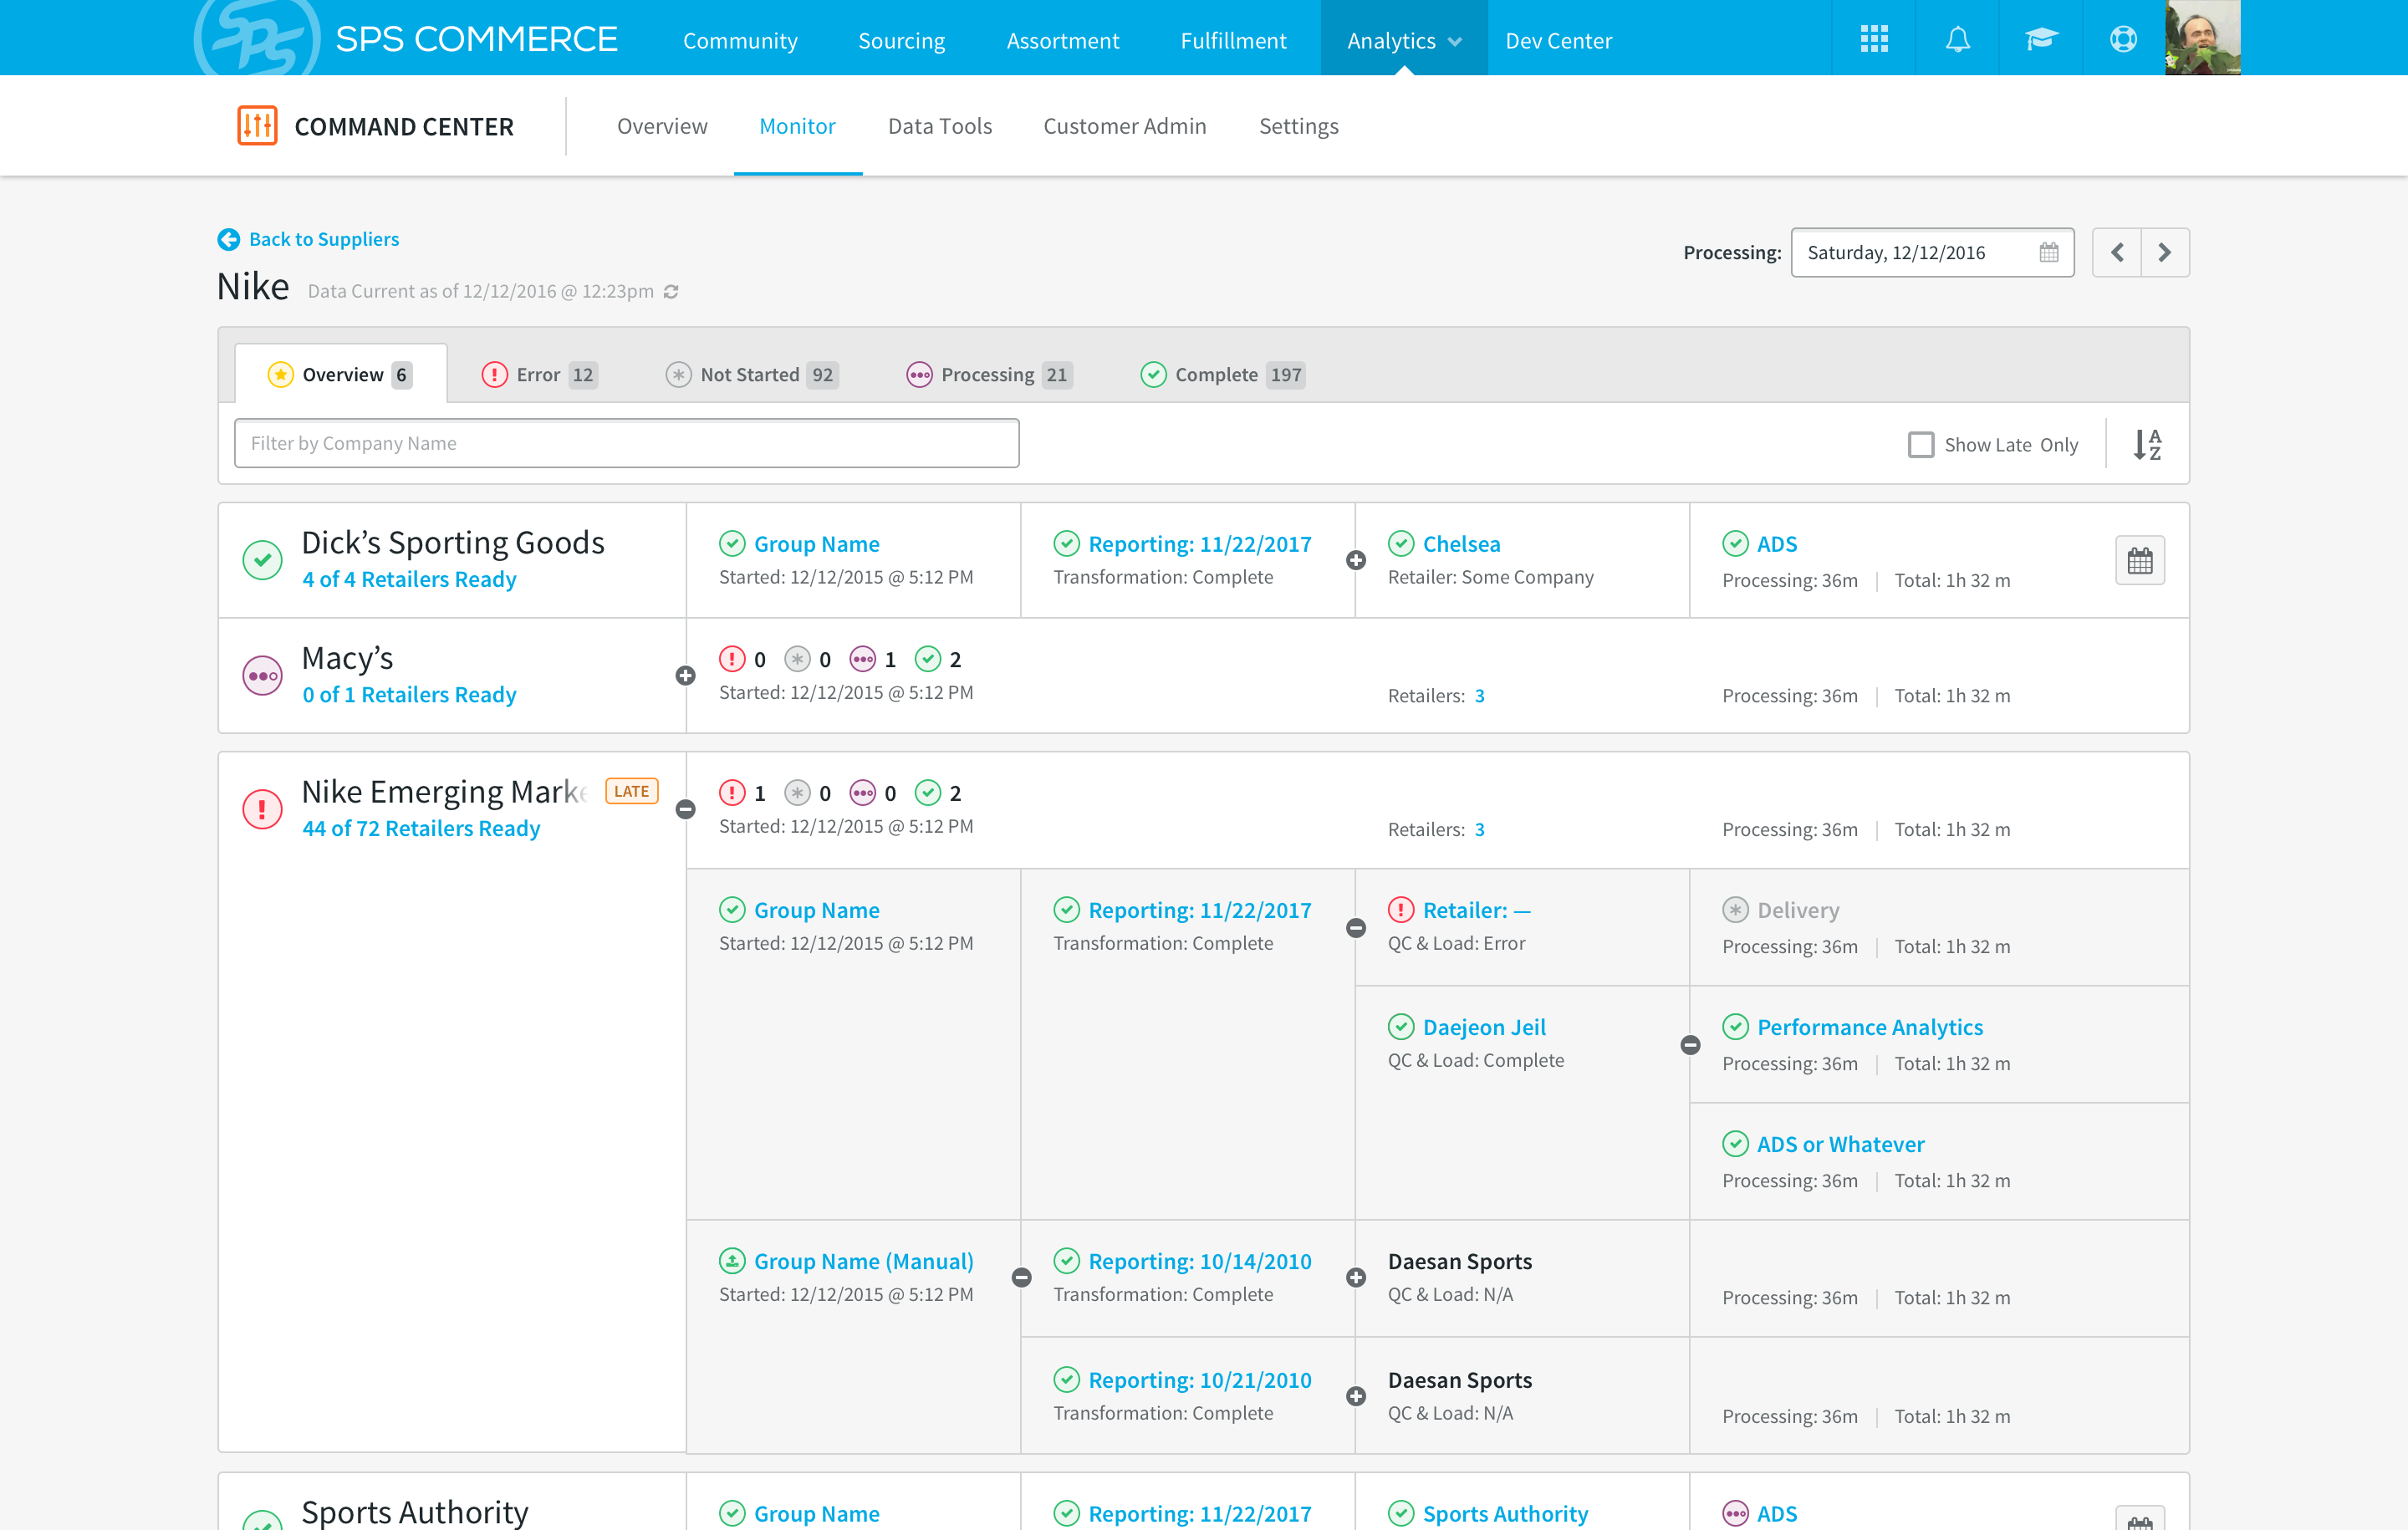 SPS SPS COMMERCE Community Sourcing Assortment Fulfillment Analytics Dev Center
COMMAND CENTER Overview Monitor Data Tools Customer Admin Settings
Back to Suppliers
Processing: Saturday, 12/12/2016
Nike Data Current as of 12/12/2016 @ 12:23pm
Overview 6 Error 12 Not Started 92 Processing 21 Complete 197
Filter by Company Name Show Late Only A Z
Dick’s Sporting Goods
4 of 4 Retailers Ready
Group Name
Started: 12/12/2015 @ 5:12 PM
Reporting: 11/22/2017
Transformation: Complete
Chelsea
Retailer: Some Company
ADS
Processing: 36m Total: 1h 32 m
Macy’s
0 of 1 Retailers Ready
0 0 1 2
Started: 12/12/2015 @ 5:12 PM
Retailers: 3
Processing: 36m Total: 1h 32 m
Nike Emerging Marke LATE
44 of 72 Retailers Ready
1 0 0 2
Started: 12/12/2015 @ 5:12 PM
Retailers: 3
Processing: 36m Total: 1h 32 m
Group Name
Started: 12/12/2015 @ 5:12 PM
Reporting: 11/22/2017
Transformation: Complete
Retailer: —
QC & Load: Error
Delivery
Processing: 36m Total: 1h 32 m
Daejeon Jeil
QC & Load: Complete
Performance Analytics
Processing: 36m Total: 1h 32 m
ADS or Whatever
Processing: 36m Total: 1h 32 m
Group Name (Manual)
Started: 12/12/2015 @ 5:12 PM
Reporting: 10/14/2010
Transformation: Complete
Daesan Sports
QC & Load: N/A
Processing: 36m Total: 1h 32 m
Reporting: 10/21/2010
Transformation: Complete
Daesan Sports
QC & Load: N/A
Processing: 36m Total: 1h 32 m
Sports Authority
Group Name
Reporting: 11/22/2017
Sports Authority
ADS